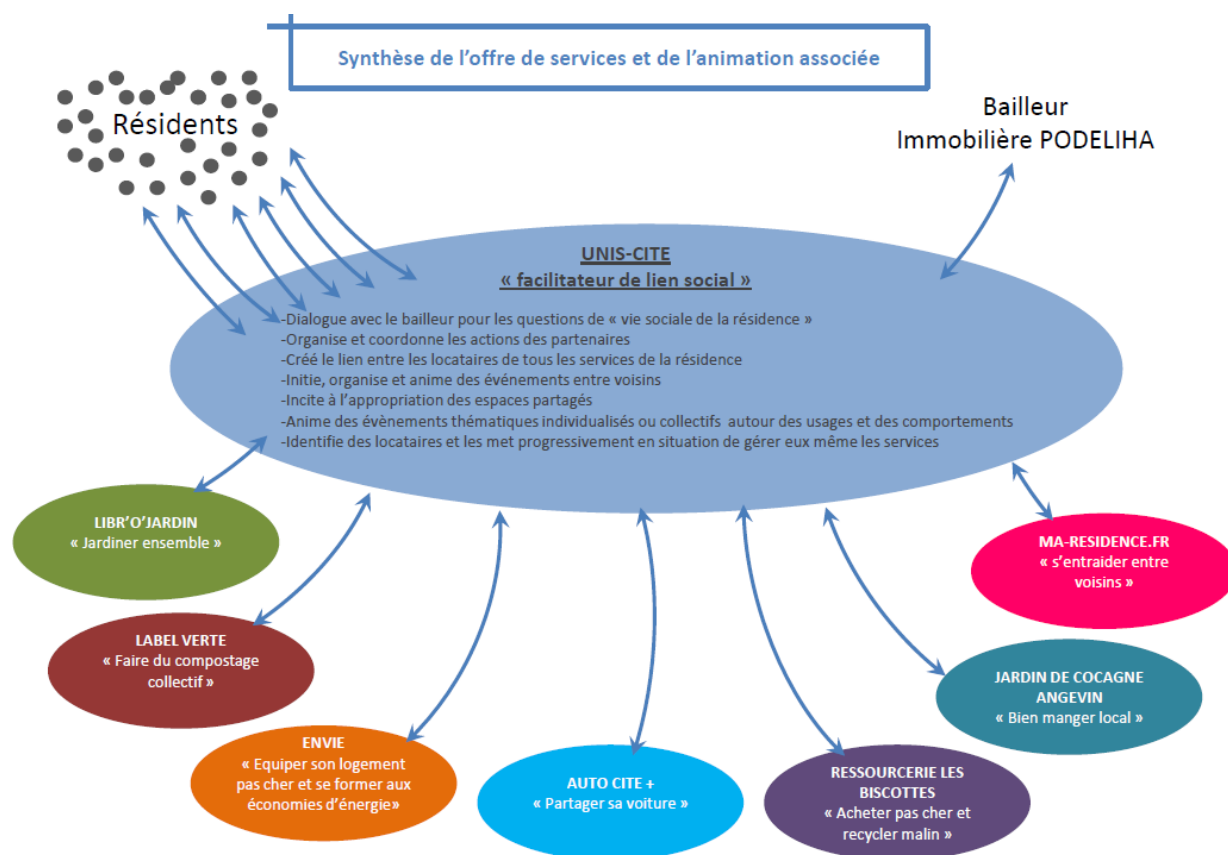 Synthèse de l'offre de services et de l'animation associée
Résidents
Bailleur
Immobilière PODELIHA
UNIS-CITE
« facilitateur de lien social »
-Dialogue avec le bailleur pour les questions de « vie sociale de la résidence »
-Organise et coordonne les actions des partenaires
-Créé le lien entre les locataires de tous les services de la résidence
-Initie, organise et anime des événements entre voisins
-Incite à l'appropriation des espaces partagés
-Anime des évènements thématiques individualisés ou collectifs autour des usages et des comportements
-Identifie des locataires et les met progressivement en situation de gérer eux même les services
LIBR'O'JARDIN
« Jardiner ensemble »
LABEL VERTE
« Faire du compostage
collectif »
ENVIE
« Equiper son logement
pas cher et se former aux
économies d'énergie»
AUTO CITE +
« Partager sa voiture »
RESSOURCERIE LES
BISCOTTES
« Acheter pas cher et
recycler malin »
JARDIN DE COCAGNE
ANGEVIN
« Bien manger local »
MA-RESIDENCE.FR
« s'entraider entre
voisins »